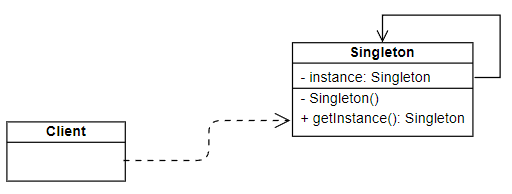 Singleton
- instance: Singleton
- Singleton()
+ getInstance(): Singleton
Client